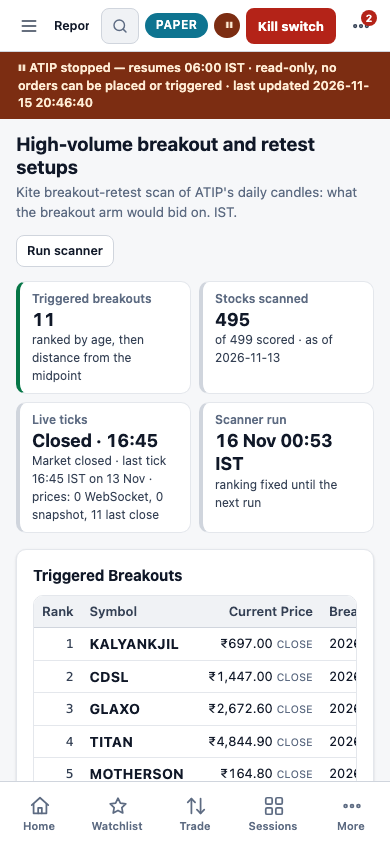 Repor
PAPER
Kill switch
2
ATIP stopped — resumes 06:00 IST · read-only, no
orders can be placed or triggered · last updated 2026-11-
15 20:46:40
High-volume breakout and retest
setups
Kite breakout-retest scan of ATIP's daily candles: what
the breakout arm would bid on. IST.
Run scanner
Triggered breakouts
11
ranked by age, then
distance from the
midpoint
Stocks scanned
495
of 499 scored · as of
2026-11-13
Live ticks
Closed · 16:45
Market closed · last tick
16:45 IST on 13 Nov ·
prices: 0 WebSocket, 0
snapshot, 11 last close
Scanner run
16 Nov 00:53
IST
ranking fixed until the
next run
Triggered Breakouts
Rank Symbol Current Price Brea
1 KALYANKJIL ₹697.00 CLOSE 2026
2 CDSL ₹1,447.00 CLOSE 2026
3 GLAXO ₹2,672.60 CLOSE 2026
4 TITAN ₹4,844.90 CLOSE 2026
5 MOTHERSON ₹164.80 CLOSE 2026
Home Watchlist Trade Sessions More